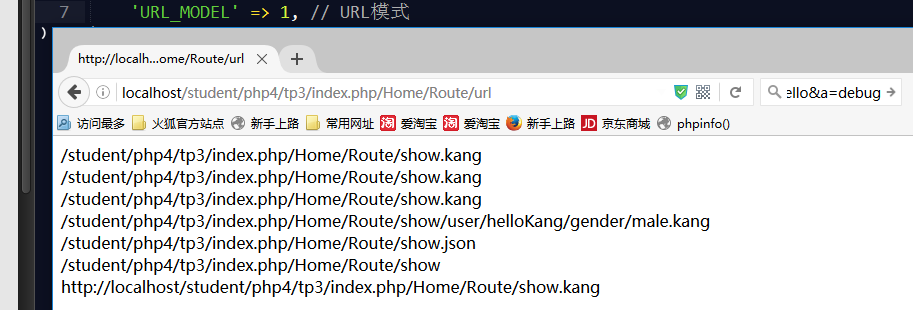 7 'URL_MODEL' => 1, // URL模式
)
http://localh...ome/Route/url
localhost/student/php4/tp3/index.php/Home/Route/url
ello&a=debug
访问最多 火狐官方站点 新手上路 常用网址 淘 爱淘宝 淘 爱淘宝 新手上路 JD 京东商城 phpinfo()
/student/php4/tp3/index.php/Home/Route/show.kang
/student/php4/tp3/index.php/Home/Route/show.kang
/student/php4/tp3/index.php/Home/Route/show.kang
/student/php4/tp3/index.php/Home/Route/show/user/helloKang/gender/male.kang
/student/php4/tp3/index.php/Home/Route/show.json
/student/php4/tp3/index.php/Home/Route/show
http://localhost/student/php4/tp3/index.php/Home/Route/show.kang